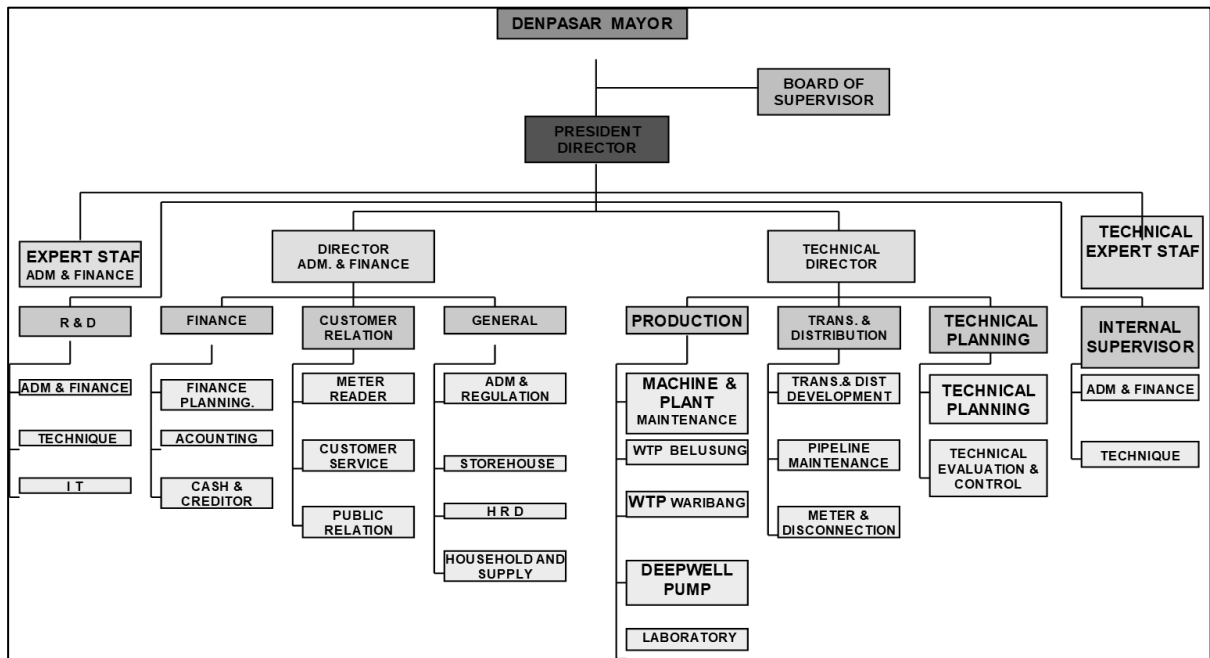 DENPASAR MAYOR
BOARD OF
SUPERVISOR
PRESIDENT
DIRECTOR
EXPERT STAF
ADM & FINANCE
DIRECTOR
ADM. & FINANCE
TECHNICAL
DIRECTOR
TECHNICAL
EXPERT STAF
R & D
FINANCE
CUSTOMER
RELATION
GENERAL
PRODUCTION
TRANS. &
DISTRIBUTION
TECHNICAL
PLANNING
INTERNAL
SUPERVISOR
ADM & FINANCE
TECHNIQUE
I T
FINANCE
PLANNING.
ACOUNTING
CASH &
CREDITOR
METER
READER
CUSTOMER
SERVICE
PUBLIC
RELATION
ADM &
REGULATION
STOREHOUSE
H R D
HOUSEHOLD AND
SUPPLY
MACHINE &
PLANT
MAINTENANCE
WTP BELUSUNG
WTP WARIBANG
DEEPWELL
PUMP
LABORATORY
TRANS.& DIST
DEVELOPMENT
PIPELINE
MAINTENANCE
METER &
DISCONNECTION
TECHNICAL
PLANNING
TECHNICAL
EVALUATION &
CONTROL
ADM & FINANCE
TECHNIQUE